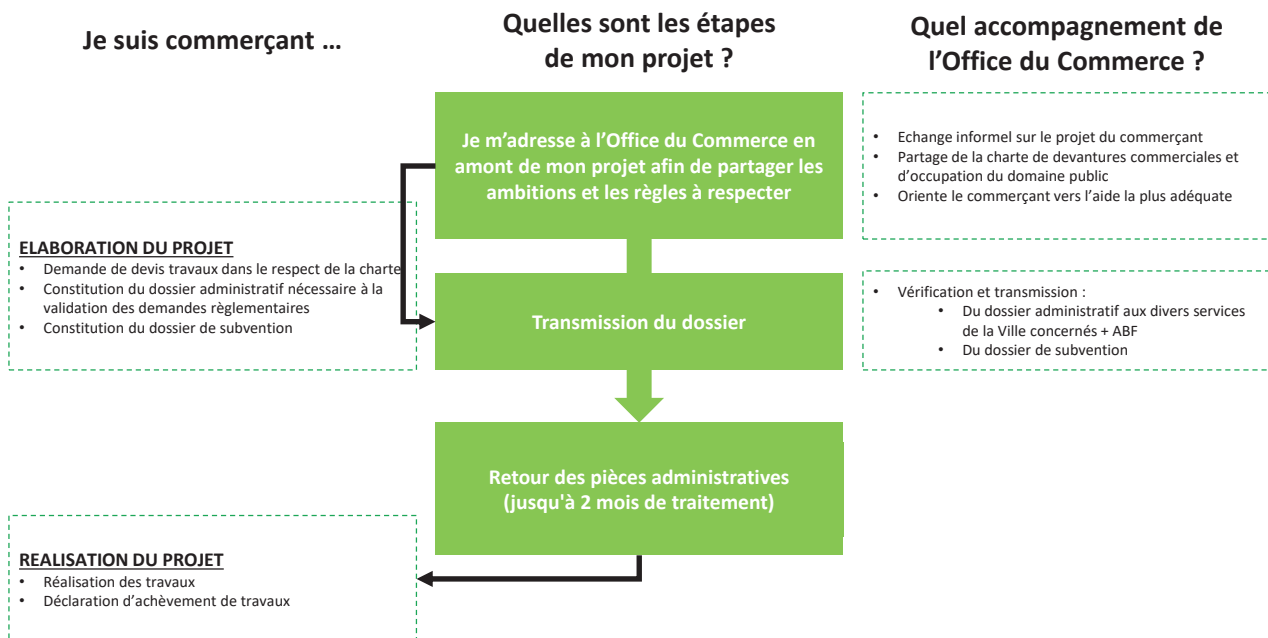 Je suis commerçant ...
Quelles sont les étapes
de mon projet ?
Quel accompagnement de
l'Office du Commerce ?
Je m'adresse à l'Office du Commerce en
amont de mon projet afin de partager les
ambitions et les règles à respecter
• Echange informel sur le projet du commerçant
• Partage de la charte de devantures commerciales et
d'occupation du domaine public
• Oriente le commerçant vers l'aide la plus adéquate
ELABORATION DU PROJET
• Demande de devis travaux dans le respect de la charte
• Constitution du dossier administratif nécessaire à la
validation des demandes règlementaires
• Constitution du dossier de subvention
Transmission du dossier
• Vérification et transmission :
• Du dossier administratif aux divers services
de la Ville concernés + ABF
• Du dossier de subvention
Retour des pièces administratives
(jusqu'à 2 mois de traitement)
REALISATION DU PROJET
• Réalisation des travaux
• Déclaration d'achèvement de travaux